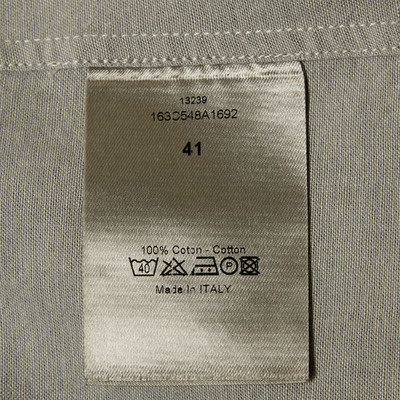 13239
163C548A1692
41
100% Coton - Cotton
40 P
Made in ITALY